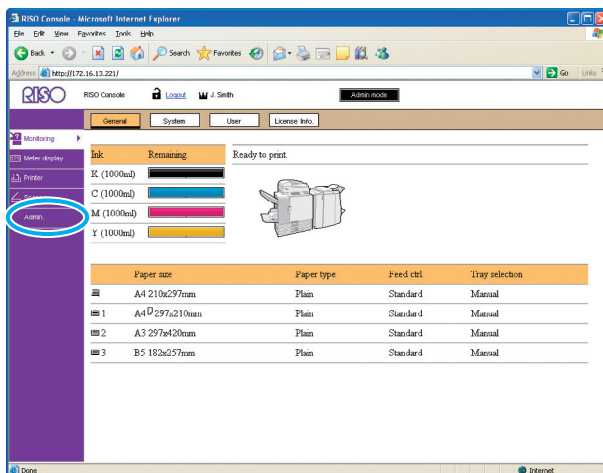 RISO Console - Microsoft Internet Explorer
File Edit View Favorites Tools Help
Back Search Favorites
Address http://172.16.13.221/ Go Links
RISO RISO Console Logout J. Smith Admin mode
General System User License Info.
Monitoring
Meter display
Printer
Admin.
Ink Remaining Ready to print.
K (1000ml)
C (1000ml)
M (1000ml)
Y (1000ml)
Paper size Paper type Feed ctrl. Tray selection
A4 210x297mm Plain Standard Manual
1 A4 297x210mm Plain Standard Manual
2 A3 297x420mm Plain Standard Manual
3 B5 182x257mm Plain Standard Manual
Done Internet